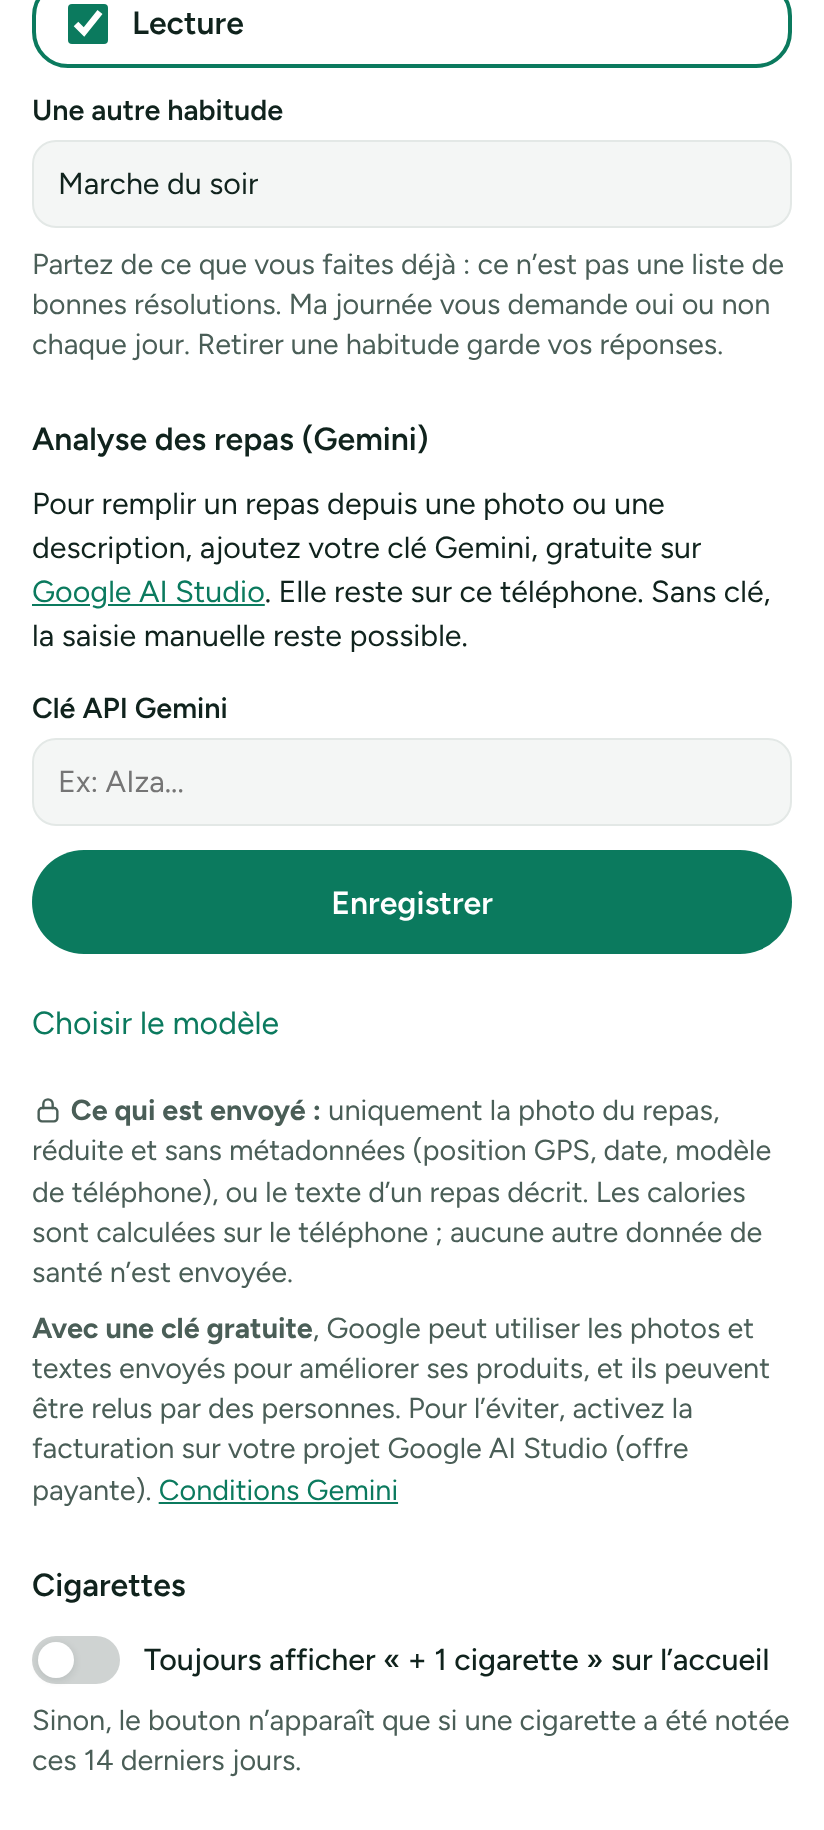 Lecture
Une autre habitude
Marche du soir
Partez de ce que vous faites déjà : ce n’est pas une liste de
bonnes résolutions. Ma journée vous demande oui ou non
chaque jour. Retirer une habitude garde vos réponses.
Analyse des repas (Gemini)
Pour remplir un repas depuis une photo ou une
description, ajoutez votre clé Gemini, gratuite sur
Google AI Studio. Elle reste sur ce téléphone. Sans clé,
la saisie manuelle reste possible.
Clé API Gemini
Ex: AIza...
Enregistrer
Choisir le modèle
Ce qui est envoyé : uniquement la photo du repas,
réduite et sans métadonnées (position GPS, date, modèle
de téléphone), ou le texte d’un repas décrit. Les calories
sont calculées sur le téléphone ; aucune autre donnée de
santé n’est envoyée.
Avec une clé gratuite, Google peut utiliser les photos et
textes envoyés pour améliorer ses produits, et ils peuvent
être relus par des personnes. Pour l’éviter, activez la
facturation sur votre projet Google AI Studio (offre
payante). Conditions Gemini
Cigarettes
Toujours afficher « + 1 cigarette » sur l’accueil
Sinon, le bouton n’apparaît que si une cigarette a été notée
ces 14 derniers jours.